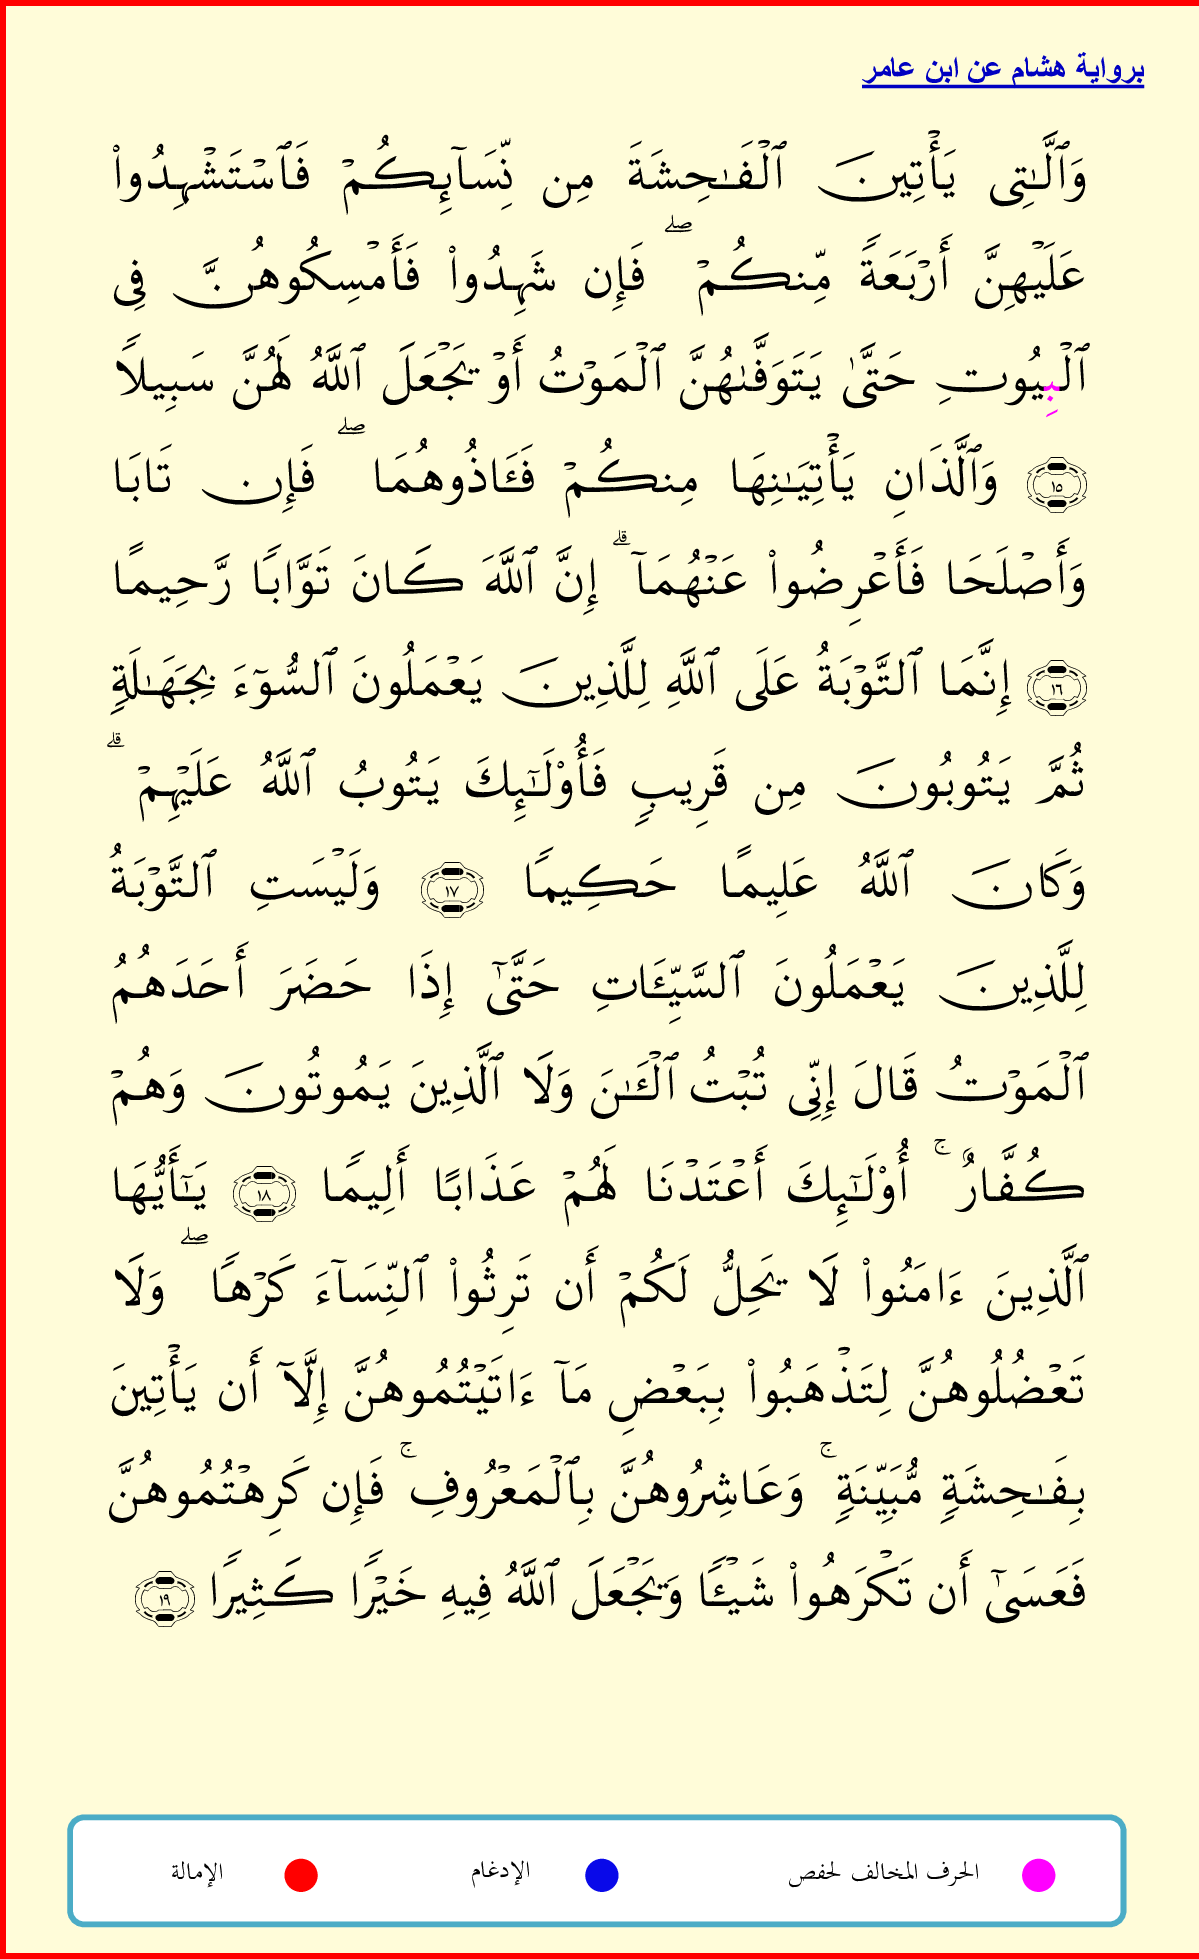 برواية هشام عن ابن عامر
وَٱلَّٰتِى يَأْتِينَ ٱلْفَٰحِشَةَ مِن نِّسَآئِكُمْ فَٱسْتَشْهِدُوا۟
عَلَيْهِنَّ أَرْبَعَةً مِّنكُمْ ۖ فَإِن شَهِدُوا۟ فَأَمْسِكُوهُنَّ فِى
ٱلْبِيُوتِ حَتَّىٰ يَتَوَفَّىٰهُنَّ ٱلْمَوْتُ أَوْ يَجْعَلَ ٱللَّهُ لَهُنَّ سَبِيلًا
١٥ وَٱلَّذَانِ يَأْتِيَٰنِهَا مِنكُمْ فَـَٔاذُوهُمَا ۖ فَإِن تَابَا
وَأَصْلَحَا فَأَعْرِضُوا۟ عَنْهُمَآ ۗ إِنَّ ٱللَّهَ كَانَ تَوَّابًا رَّحِيمًا
١٦ إِنَّمَا ٱلتَّوْبَةُ عَلَى ٱللَّهِ لِلَّذِينَ يَعْمَلُونَ ٱلسُّوٓءَ بِجَهَٰلَةٍ
ثُمَّ يَتُوبُونَ مِن قَرِيبٍ فَأُو۟لَٰٓئِكَ يَتُوبُ ٱللَّهُ عَلَيْهِمْ ۗ
وَكَانَ ٱللَّهُ عَلِيمًا حَكِيمًا ١٧ وَلَيْسَتِ ٱلتَّوْبَةُ
لِلَّذِينَ يَعْمَلُونَ ٱلسَّيِّـَٔاتِ حَتَّىٰٓ إِذَا حَضَرَ أَحَدَهُمُ
ٱلْمَوْتُ قَالَ إِنِّى تُبْتُ ٱلْـَٰٔنَ وَلَا ٱلَّذِينَ يَمُوتُونَ وَهُمْ
كُفَّارٌ ۚ أُو۟لَٰٓئِكَ أَعْتَدْنَا لَهُمْ عَذَابًا أَلِيمًا ١٨ يَٰٓأَيُّهَا
ٱلَّذِينَ ءَامَنُوا۟ لَا يَحِلُّ لَكُمْ أَن تَرِثُوا۟ ٱلنِّسَآءَ كَرْهًا ۖ وَلَا
تَعْضُلُوهُنَّ لِتَذْهَبُوا۟ بِبَعْضِ مَآ ءَاتَيْتُمُوهُنَّ إِلَّآ أَن يَأْتِينَ
بِفَٰحِشَةٍ مُّبَيِّنَةٍ ۚ وَعَاشِرُوهُنَّ بِٱلْمَعْرُوفِ ۚ فَإِن كَرِهْتُمُوهُنَّ
فَعَسَىٰٓ أَن تَكْرَهُوا۟ شَيْـًٔا وَيَجْعَلَ ٱللَّهُ فِيهِ خَيْرًا كَثِيرًا ١٩
الحرف المخالف لحفص الإدغام الإمالة